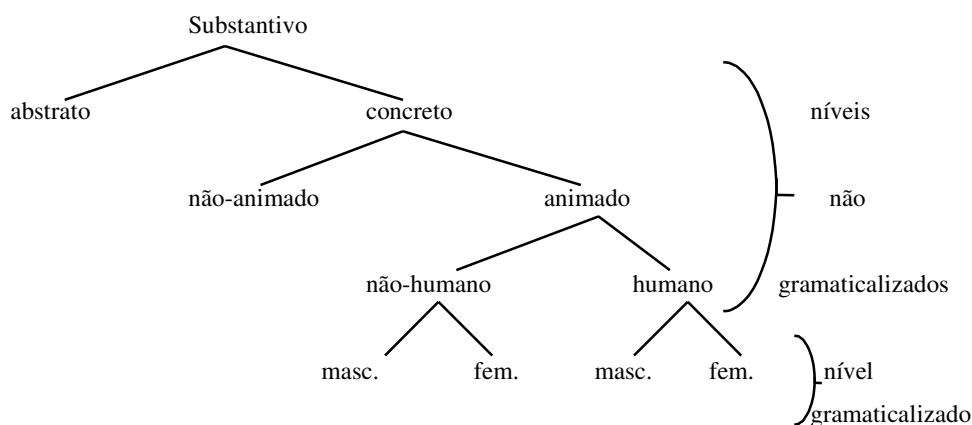 Substantivo
abstrato concreto níveis
não-animado animado não
não-humano humano gramaticalizados
masc. fem. masc. fem. nível
gramaticalizado